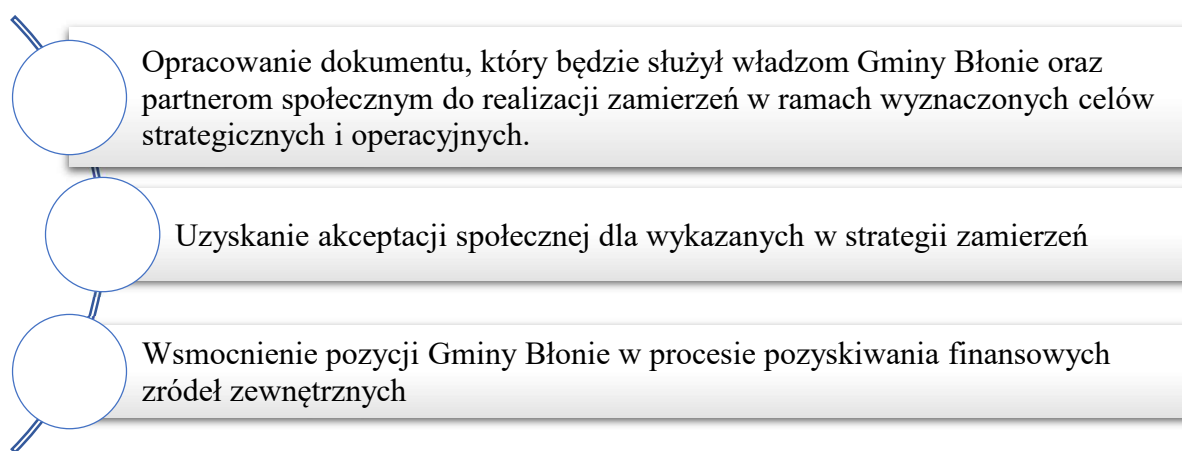 Opracowanie dokumentu, który będzie służył władzom Gminy Błonie oraz
partnerom społecznym do realizacji zamierzeń w ramach wyznaczonych celów
strategicznych i operacyjnych.
Uzyskanie akceptacji społecznej dla wykazanych w strategii zamierzeń
Wsmocnienie pozycji Gminy Błonie w procesie pozyskiwania finansowych
zródeł zewnętrznych